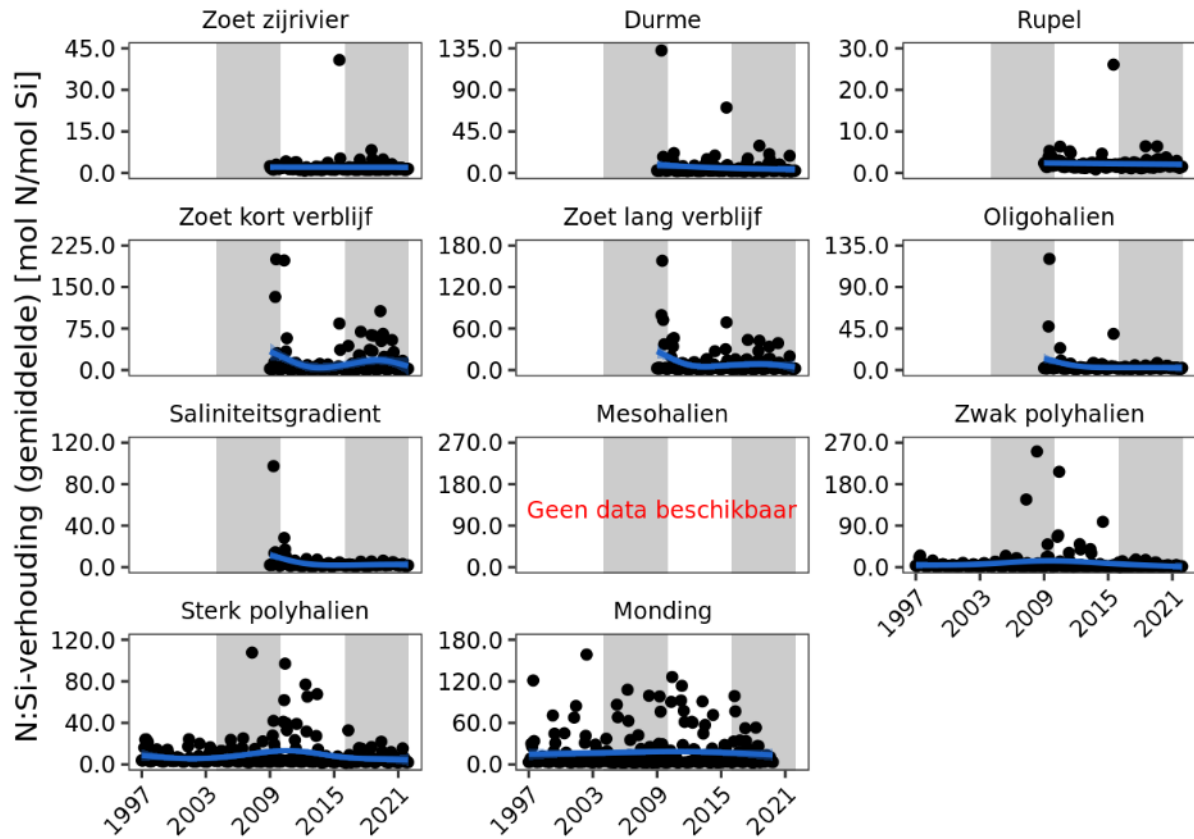 N:Si-verhouding (gemiddelde) [mol N/mol Si]
Zoet zijrivier
45.0
30.0
15.0
0.0
Durme
135.0
90.0
45.0
0.0
Rupel
30.0
20.0
10.0
0.0
Zoet kort verblijf
225.0
150.0
75.0
0.0
Zoet lang verblijf
180.0
120.0
60.0
0.0
Oligohalien
135.0
90.0
45.0
0.0
Saliniteitsgradient
120.0
80.0
40.0
0.0
Mesohalien
270.0
180.0
90.0
0.0
Geen data beschikbaar
Zwak polyhalien
270.0
180.0
90.0
0.0
1997 2003 2009 2015 2021
Sterk polyhalien
120.0
80.0
40.0
0.0
1997 2003 2009 2015 2021
Monding
180.0
120.0
60.0
0.0
1997 2003 2009 2015 2021